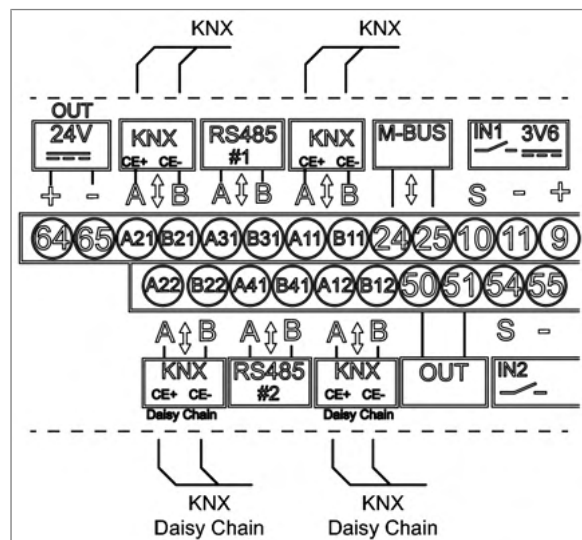 KNX KNX
OUT
24V KNX RS485 KNX M-BUS IN1 3V6
CE+ CE- #1 CE+ CE-
+ - A B A B A B S - +
64 65 A21 B21 A31 B31 A11 B11 24 25 10 11 9
A22 B22 A41 B41 A12 B12 50 51 54 55
A B A B A B S -
KNX RS485 KNX OUT IN2
CE+ CE- #2 CE+ CE-
Daisy Chain Daisy Chain
KNX KNX
Daisy Chain Daisy Chain